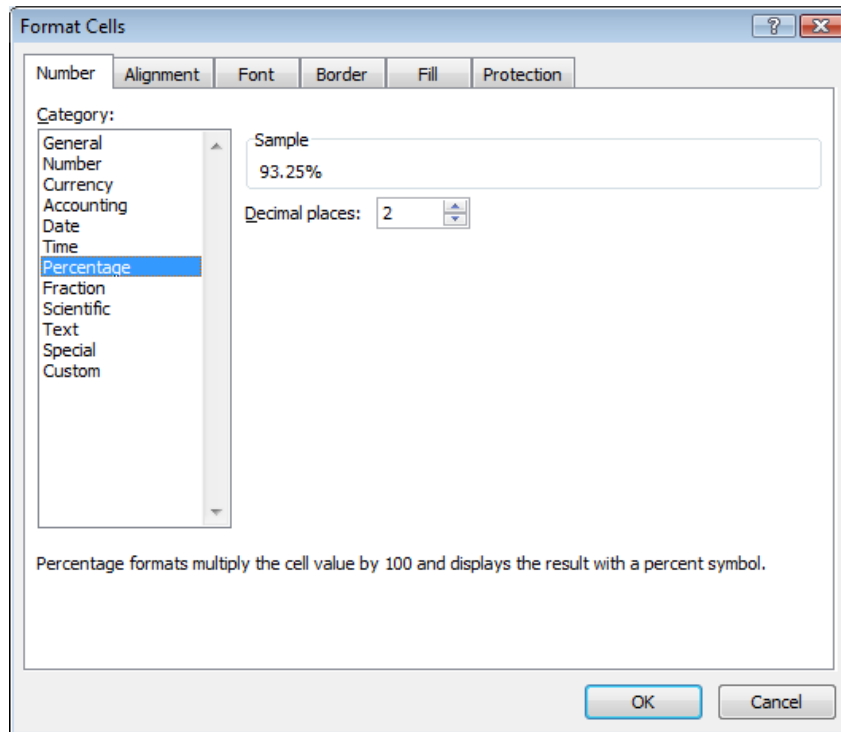 Format Cells
Number Alignment Font Border Fill Protection
Category:
General
Number
Currency
Accounting
Date
Time
Percentage
Fraction
Scientific
Text
Special
Custom
Sample
93.25%
Decimal places: 2
Percentage formats multiply the cell value by 100 and displays the result with a percent symbol.
OK Cancel